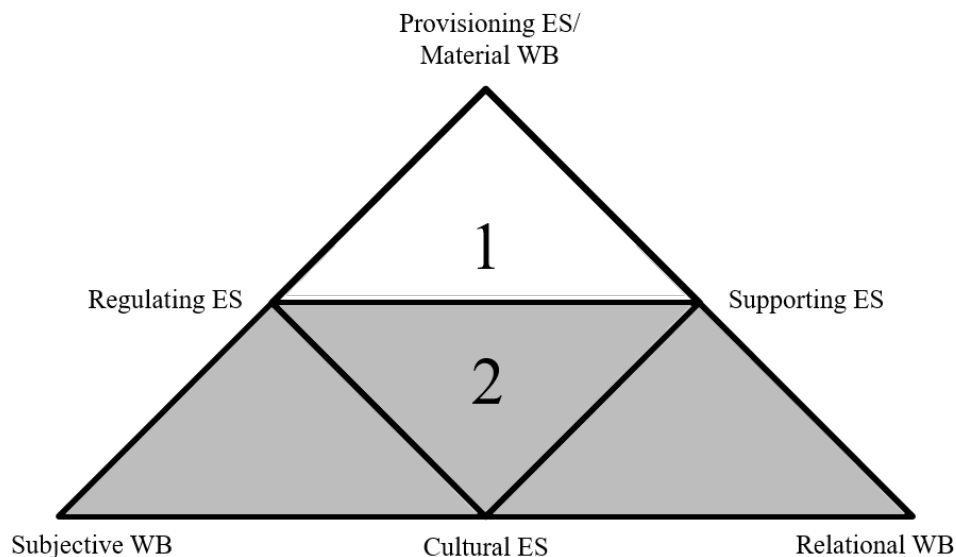 Provisioning ES/
Material WB
1
Regulating ES
Supporting ES
2
Subjective WB
Cultural ES
Relational WB